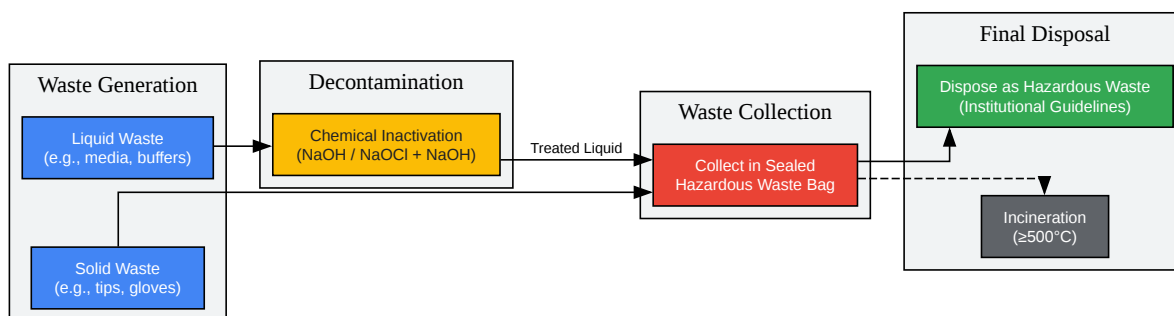 Waste Generation
Liquid Waste
(e.g., media, buffers)
Solid Waste
(e.g., tips, gloves)
Decontamination
Chemical Inactivation
(NaOH / NaOCl + NaOH)
Treated Liquid
Waste Collection
Collect in Sealed
Hazardous Waste Bag
Final Disposal
Dispose as Hazardous Waste
(Institutional Guidelines)
Incineration
(≥500°C)